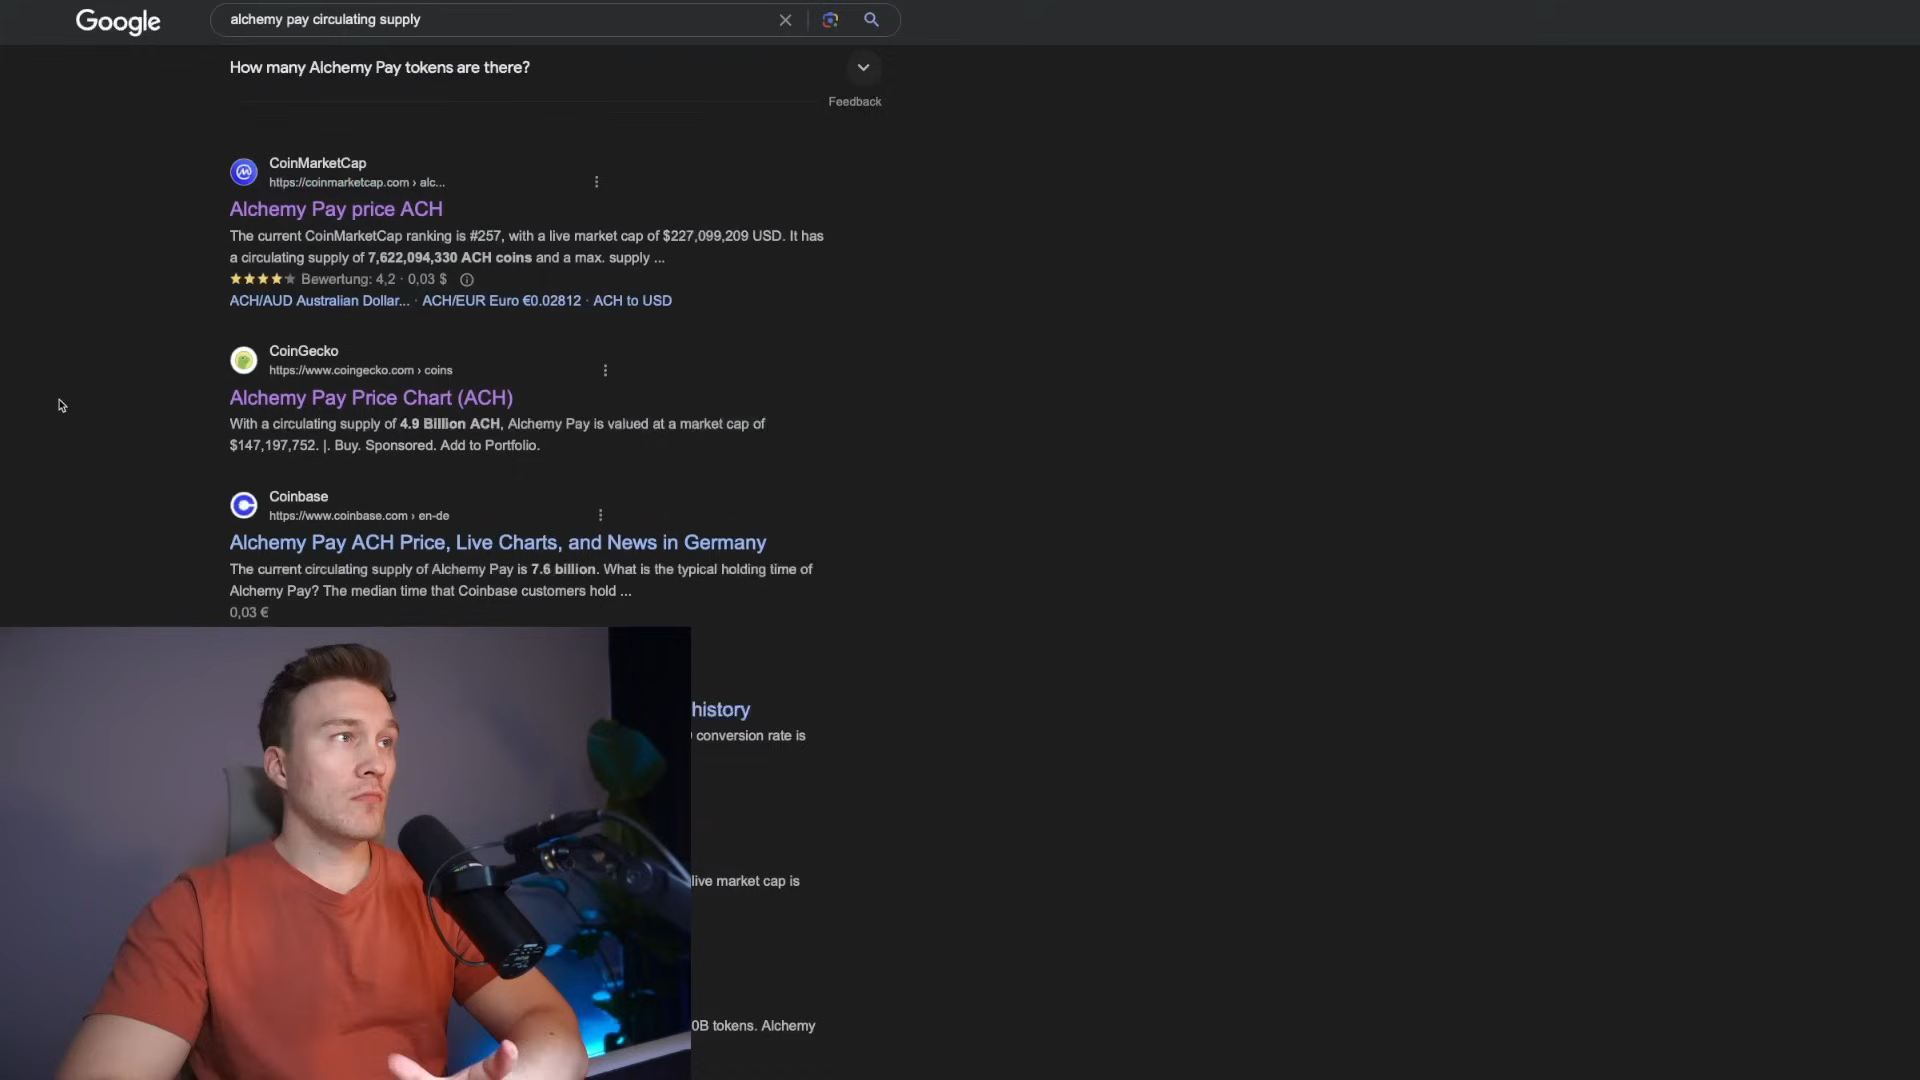 Google
alchemy pay circulating supply
How many Alchemy Pay tokens are there?
Feedback
CoinMarketCap
https://coinmarketcap.com › alc...
Alchemy Pay price ACH
The current CoinMarketCap ranking is #257, with a live market cap of $227,099,209 USD. It has
a circulating supply of 7,622,094,330 ACH coins and a max. supply ...
Bewertung: 4,2 · 0,03 $
ACH/AUD Australian Dollar... · ACH/EUR Euro €0.02812 · ACH to USD
CoinGecko
https://www.coingecko.com › coins
Alchemy Pay Price Chart (ACH)
With a circulating supply of 4.9 Billion ACH, Alchemy Pay is valued at a market cap of
$147,197,752. |. Buy. Sponsored. Add to Portfolio.
Coinbase
https://www.coinbase.com › en-de
Alchemy Pay ACH Price, Live Charts, and News in Germany
The current circulating supply of Alchemy Pay is 7.6 billion. What is the typical holding time of
Alchemy Pay? The median time that Coinbase customers hold ...
0,03 €
history
conversion rate is
live market cap is
0B tokens. Alchemy